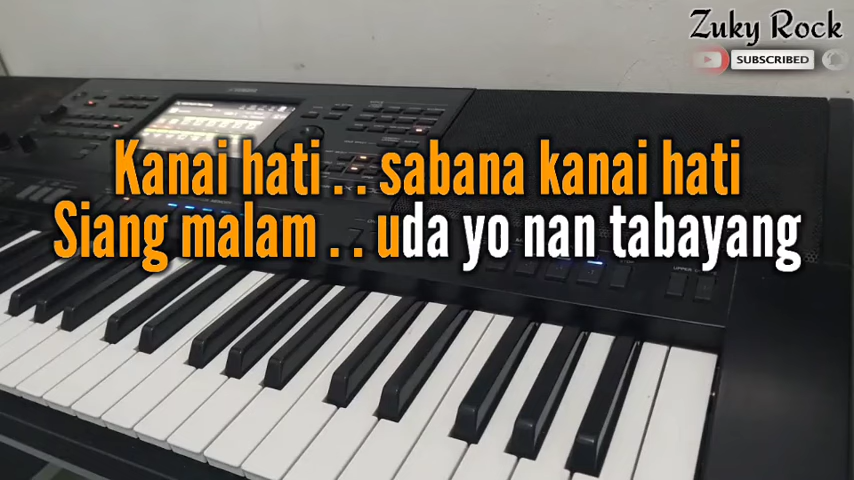 Zuky Rock
SUBSCRIBED
Kanai hati . . sabana kanai hati
Siang malam . . uda yo nan tabayang